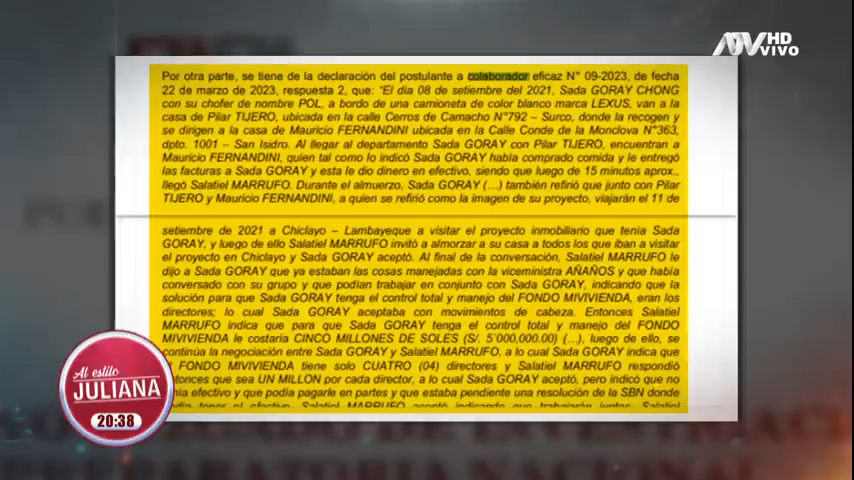 ATV HD
VIVO
Por otra parte, se tiene de la declaración del postulante a colaborador eficaz N° 09-2023, de fecha
22 de marzo de 2023, respuesta 2, que: "El día 08 de setiembre del 2021, Sada GORAY CHONG
con su chofer de nombre POL, a bordo de una camioneta de color blanco marca LEXUS, van a la
casa de Pilar TIJERO, ubicada en la calle Cerros de Camacho N°792 – Surco, donde la recogen y
se dirigen a la casa de Mauricio FERNANDINI ubicada en la Calle Conde de la Monclova N°363,
dpto. 1001 – San Isidro. Al llegar al departamento Sada GORAY con Pilar TIJERO, encuentran a
Mauricio FERNANDINI, quien tal como lo indicó Sada GORAY había comprado comida y le entregó
las facturas a Sada GORAY y esta le dio dinero en efectivo, siendo que luego de 15 minutos aprox.,
llegó Salatiel MARRUFO. Durante el almuerzo, Sada GORAY (…) también refirió que junto con Pilar
TIJERO y Mauricio FERNANDINI, a quien se refirió como la imagen de su proyecto, viajarán el 11 de
setiembre de 2021 a Chiclayo – Lambayeque a visitar el proyecto inmobiliario que tenía Sada
GORAY, y luego de ello Salatiel MARRUFO invitó a almorzar a su casa a todos los que iban a visitar
el proyecto en Chiclayo y Sada GORAY aceptó. Al final de la conversación, Salatiel MARRUFO le
dijo a Sada GORAY que ya estaban las cosas manejadas con la viceministra AÑAÑOS y que había
conversado con su grupo y que podían trabajar en conjunto con Sada GORAY, indicando que la
solución para que Sada GORAY tenga el control total y manejo del FONDO MIVIVIENDA, eran los
directores; lo cual Sada GORAY aceptaba con movimientos de cabeza. Entonces Salatiel
MARRUFO indica que para que Sada GORAY tenga el control total y manejo del FONDO
MIVIVIENDA le costaría CINCO MILLONES DE SOLES (S/. 5´000,000.00) (…), luego de ello, se
continúa la negociación entre Sada GORAY y Salatiel MARRUFO, a lo cual Sada GORAY indica que
FONDO MIVIVIENDA tiene solo CUATRO (04) directores y Salatiel MARRUFO respondió
entonces que sea UN MILLON por cada director, a lo cual Sada GORAY aceptó, pero indicó que no
efectivo y que podía pagarle en partes y que estaba pendiente una resolución de la SBN donde
tener el efectivo. Salatiel MARRUFO aceptó indicando que trabajarán juntos. Salatiel
Al estilo
JULIANA
20:38